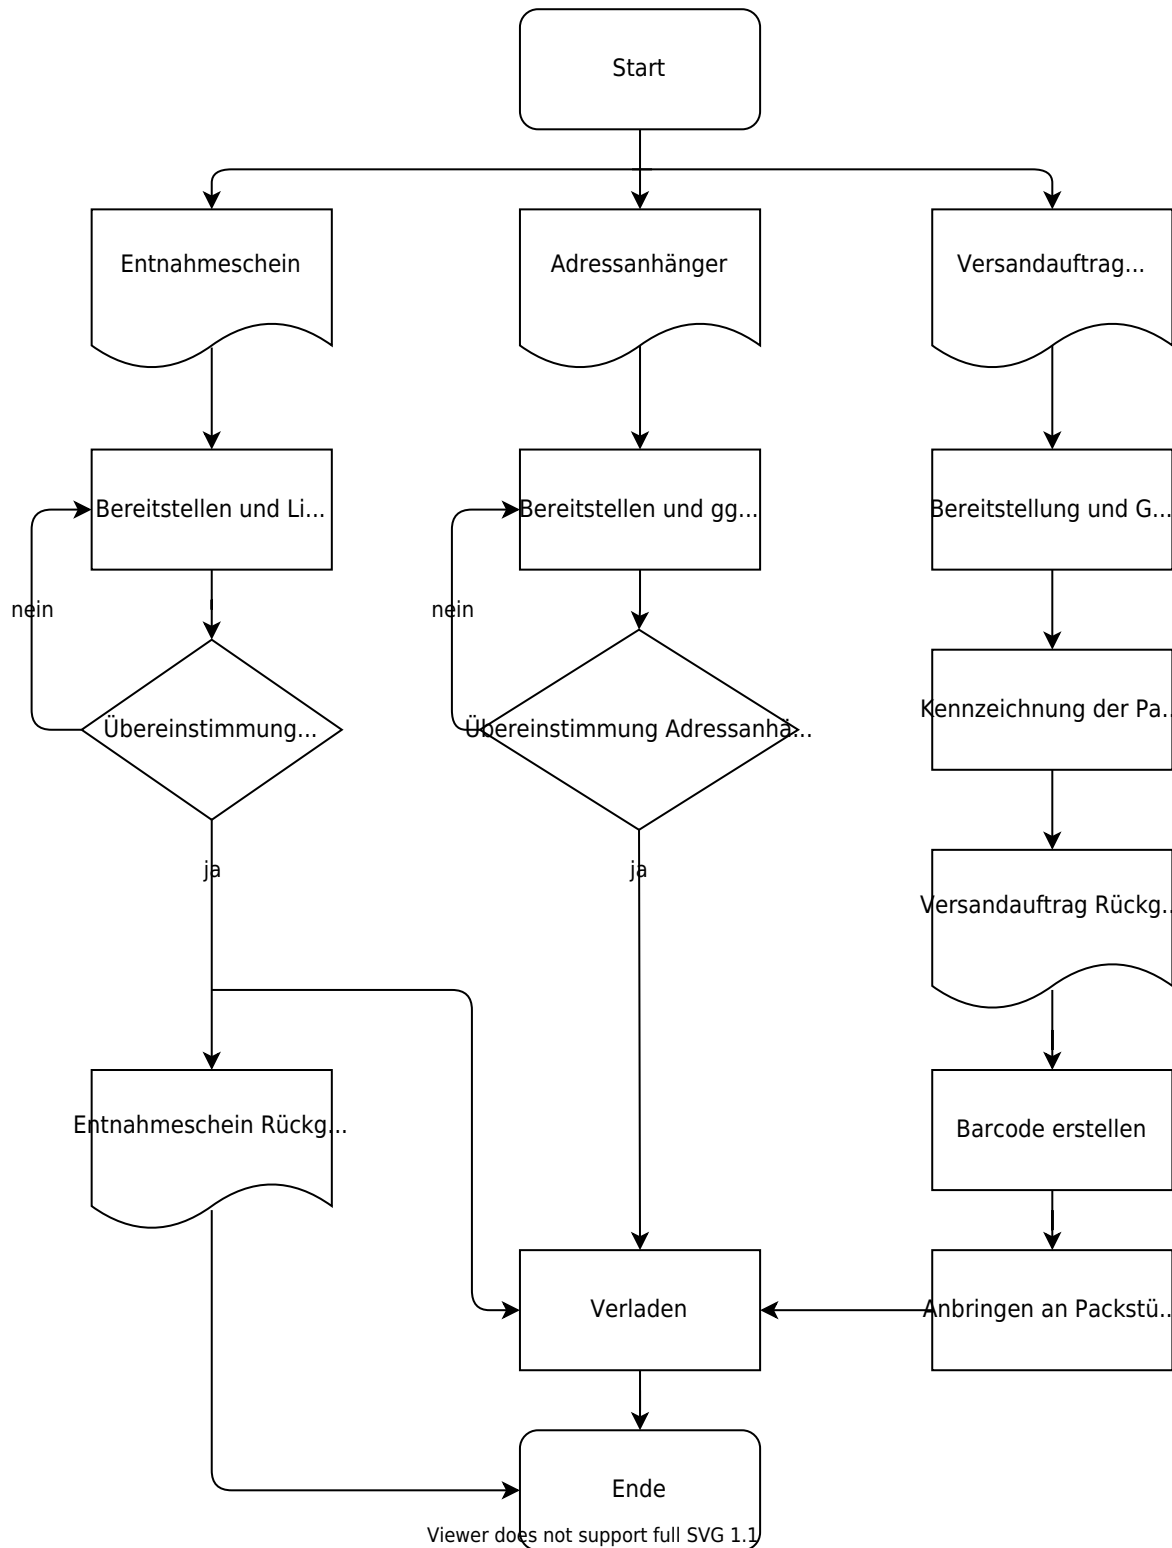 Start
Entnahmeschein
Adressanhänger
Versandauftrag...
Bereitstellen und Li...
Bereitstellen und gg...
Bereitstellung und G...
nein
nein
Übereinstimmung...
Übereinstimmung Adressanhä...
Kennzeichnung der Pa...
ja
ja
Versandauftrag Rückg...
Entnahmeschein Rückg...
Barcode erstellen
Verladen
Anbringen an Packstü...
Ende
Viewer does not support full SVG 1.1